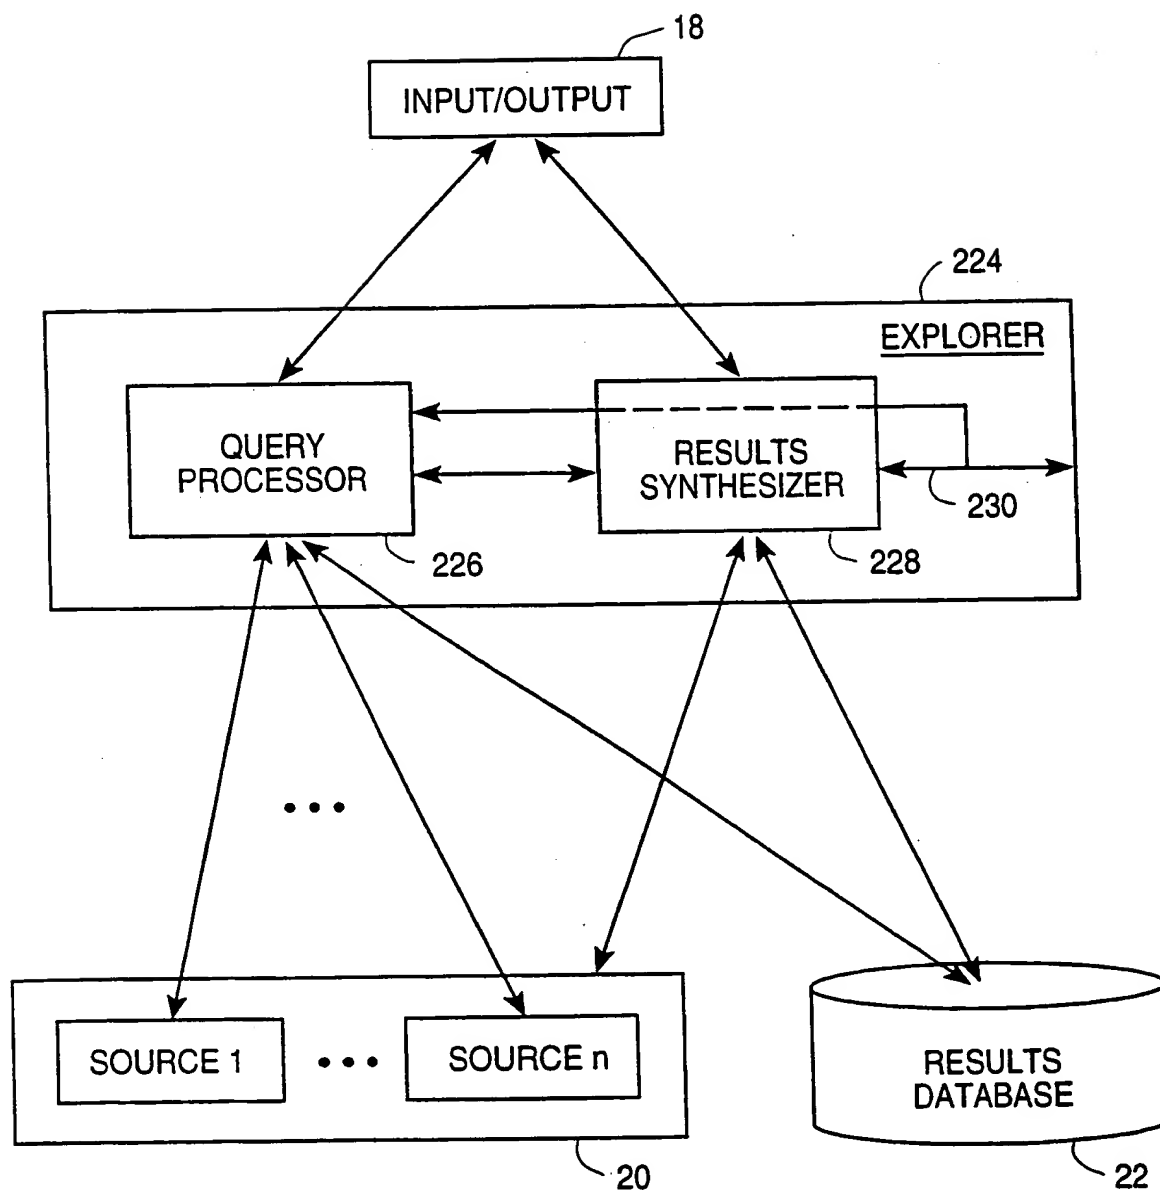 18
INPUT/OUTPUT
224
EXPLORER
QUERY
PROCESSOR
RESULTS
SYNTHESIZER
230
226
228
SOURCE 1
SOURCE n
RESULTS
DATABASE
20
22